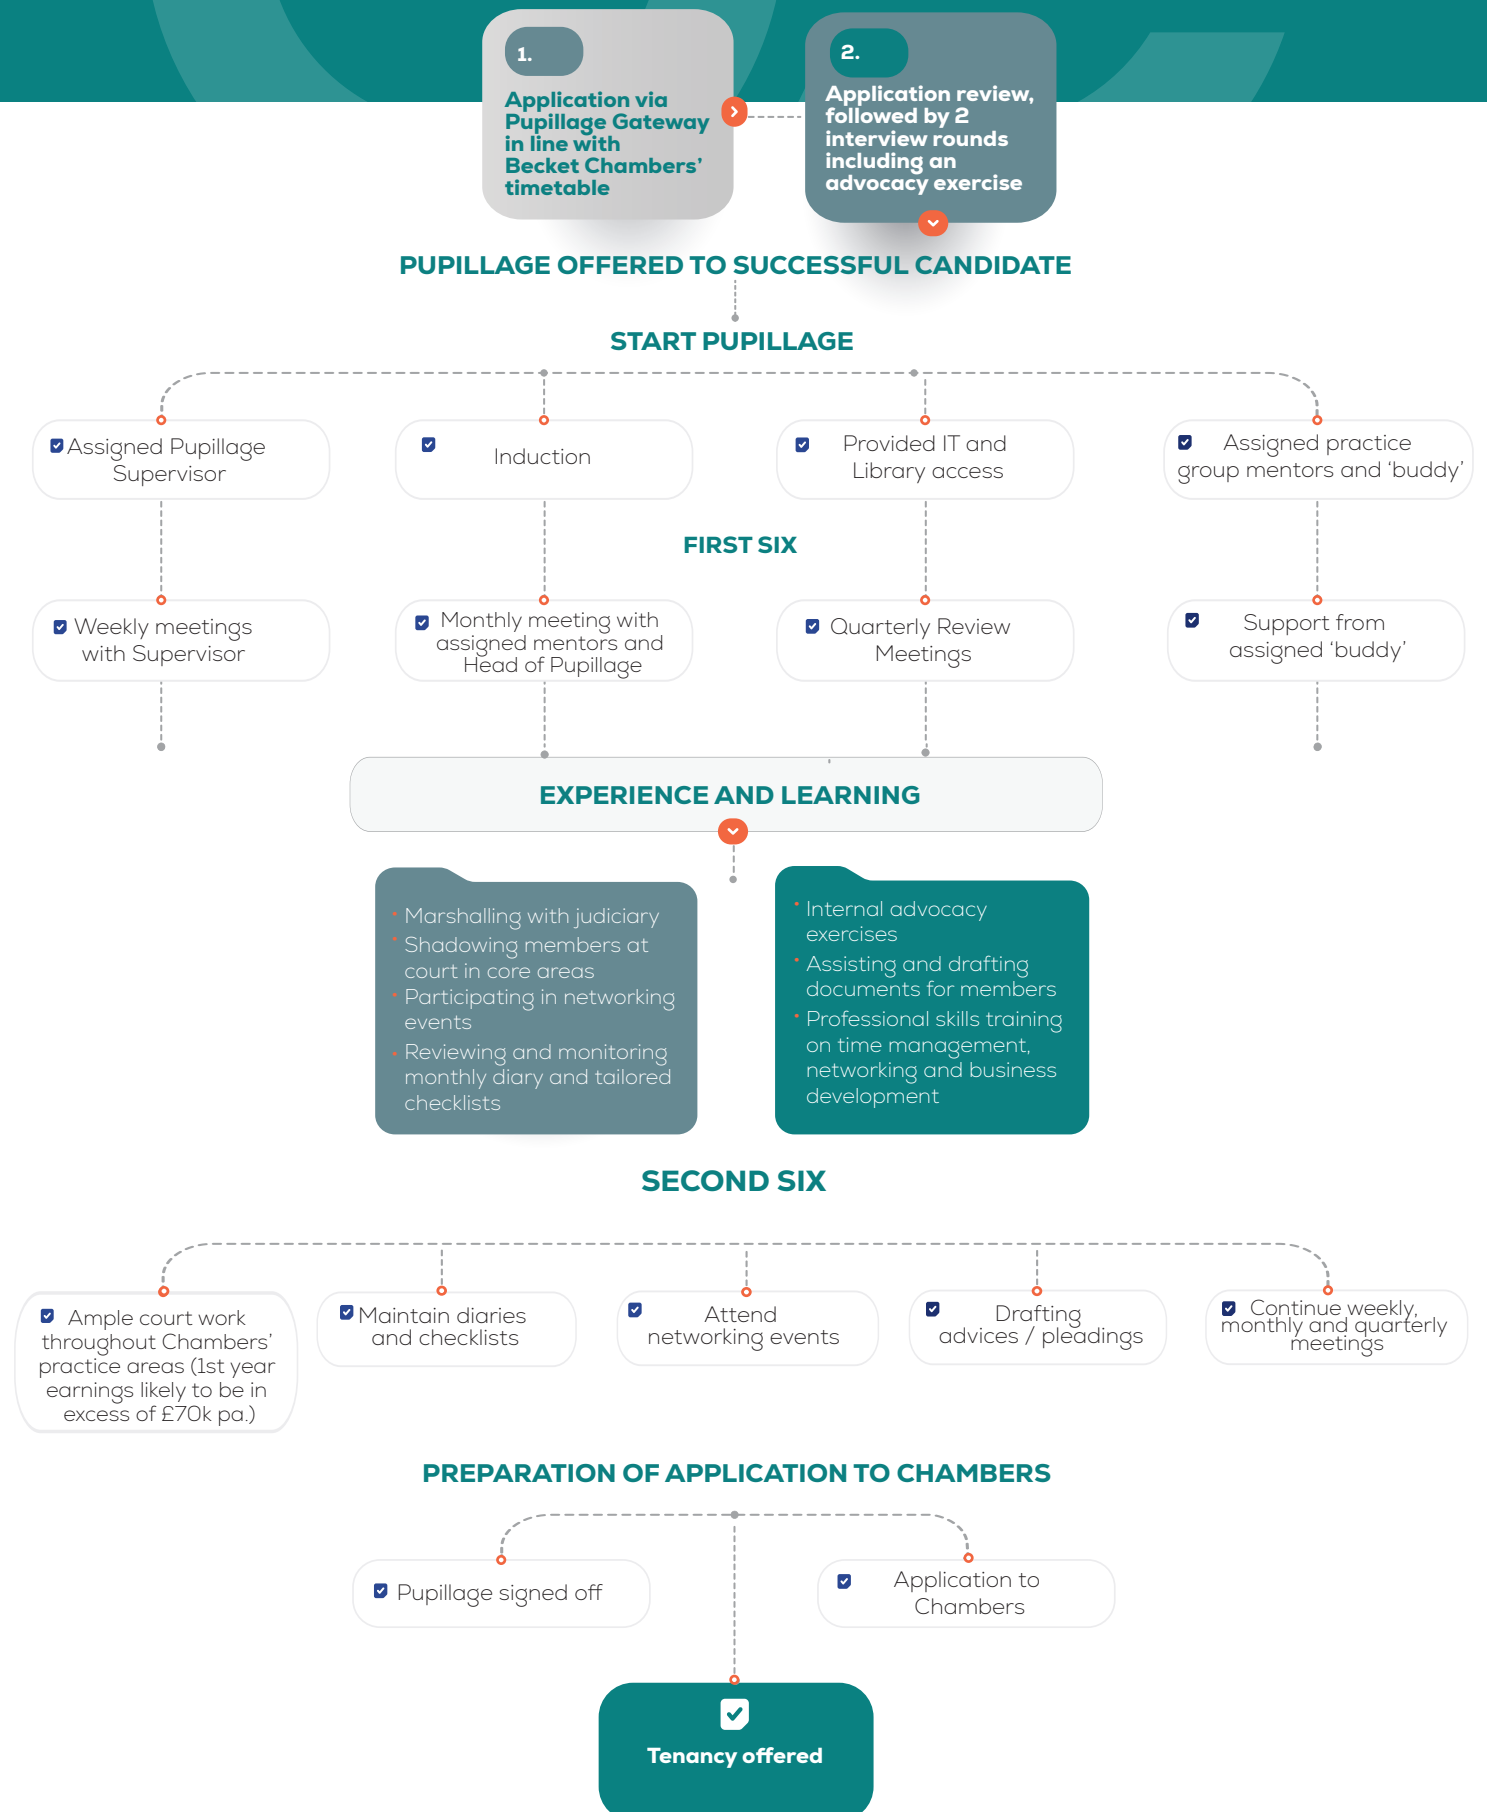 1.
Application via
Pupillage Gateway
in line with
Becket Chambers’
timetable
2.
Application review,
followed by 2
interview rounds
including an
advocacy exercise
PUPILLAGE OFFERED TO SUCCESSFUL CANDIDATE
START PUPILLAGE
Assigned Pupillage
Supervisor
Induction
Provided IT and
Library access
Assigned practice
group mentors and ‘buddy’
FIRST SIX
Weekly meetings
with Supervisor
Monthly meeting with
assigned mentors and
Head of Pupillage
Quarterly Review
Meetings
Support from
assigned ‘buddy’
EXPERIENCE AND LEARNING
• Marshalling with judiciary
• Shadowing members at
court in core areas
• Participating in networking
events
• Reviewing and monitoring
monthly diary and tailored
checklists
• Internal advocacy
exercises
• Assisting and drafting
documents for members
• Professional skills training
on time management,
networking and business
development
SECOND SIX
Ample court work
throughout Chambers’
practice areas (1st year
earnings likely to be in
excess of £70k pa.)
Maintain diaries
and checklists
Attend
networking events
Drafting
advices / pleadings
Continue weekly,
monthly and quarterly
meetings
PREPARATION OF APPLICATION TO CHAMBERS
Pupillage signed off
Application to
Chambers
Tenancy offered